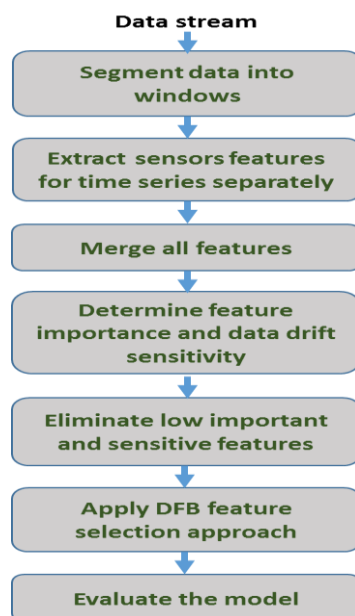 Data stream
Segment data into
windows
Extract sensors features
for time series separately
Merge all features
Determine feature
importance and data drift
sensitivity
Eliminate low important
and sensitive features
Apply DFB feature
selection approach
Evaluate the model